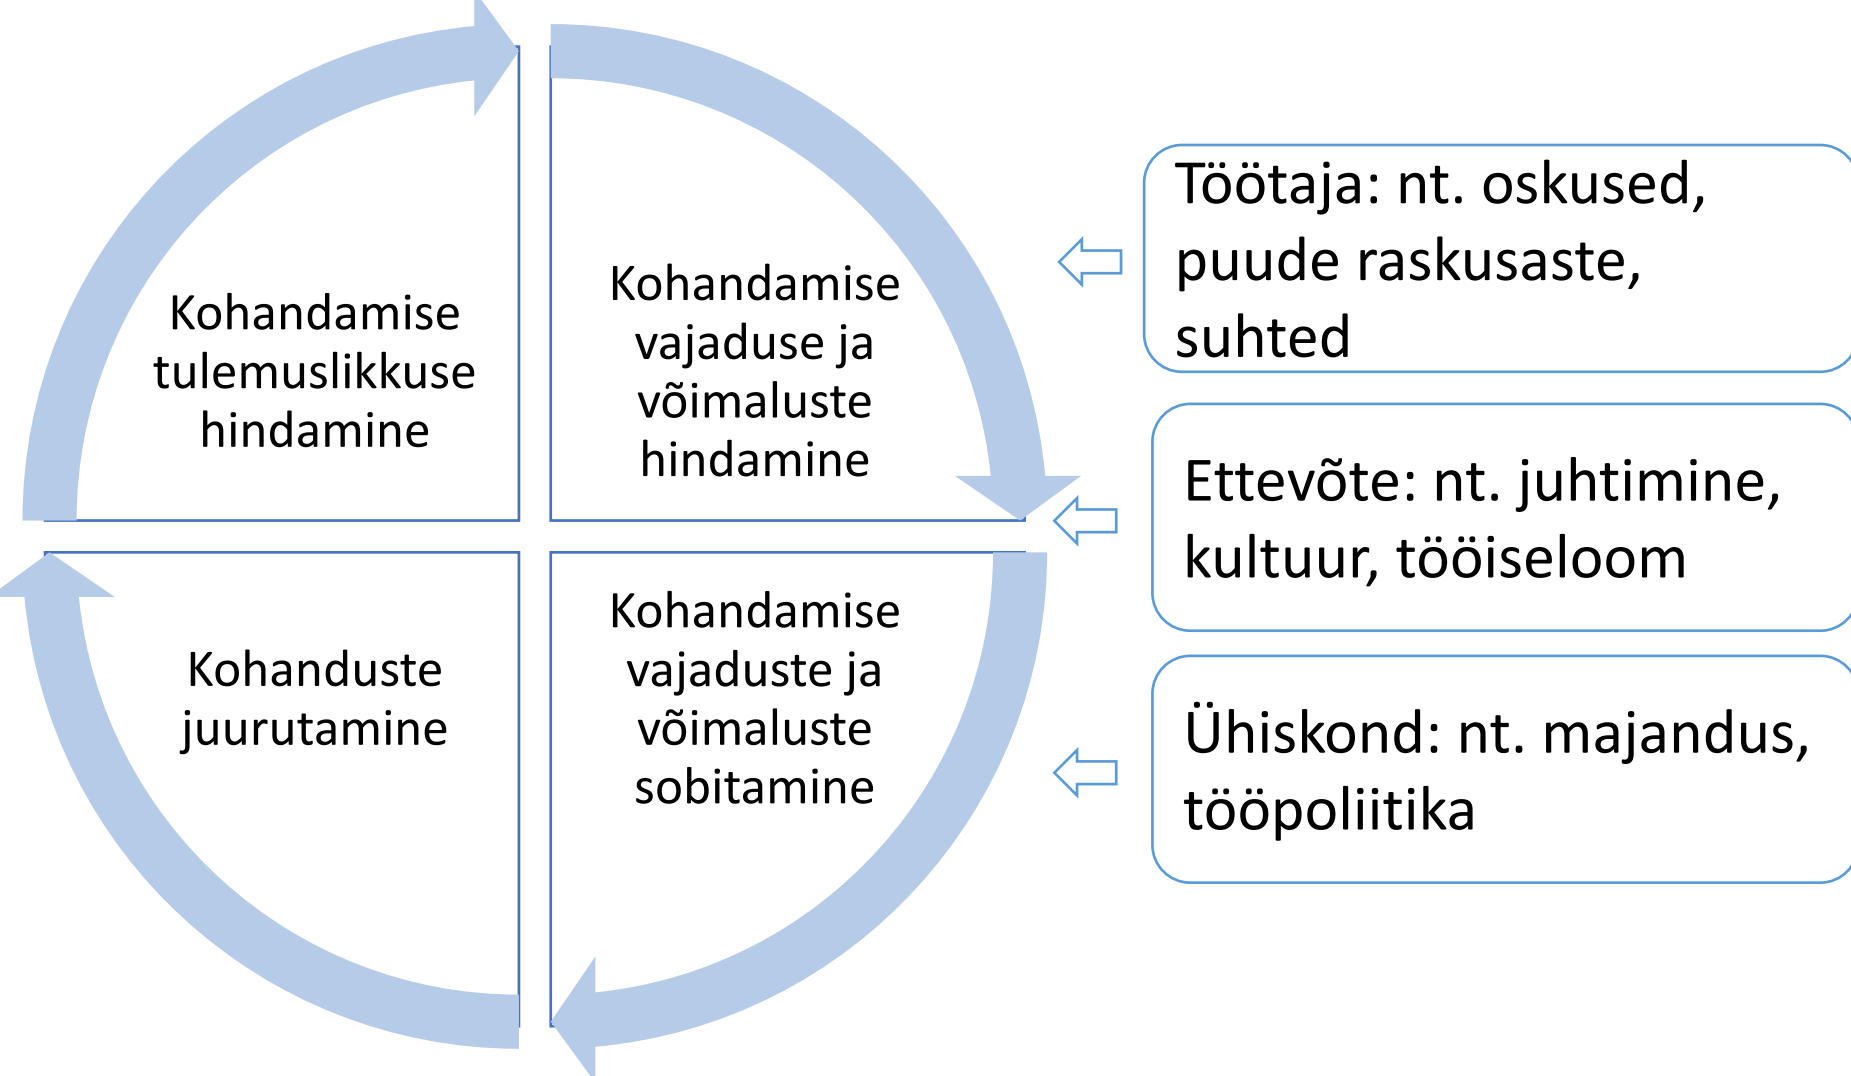 Kohandamise
tulemuslikkuse
hindamine
Kohandamise
vajaduse ja
võimaluste
hindamine
Kohanduste
juurutamine
Kohandamise
vajaduste ja
võimaluste
sobitamine
Töötaja: nt. oskused,
puude raskusaste,
suhted
Ettevõte: nt. juhtimine,
kultuur, tööiseloom
Ühiskond: nt. majandus,
tööpoliitika